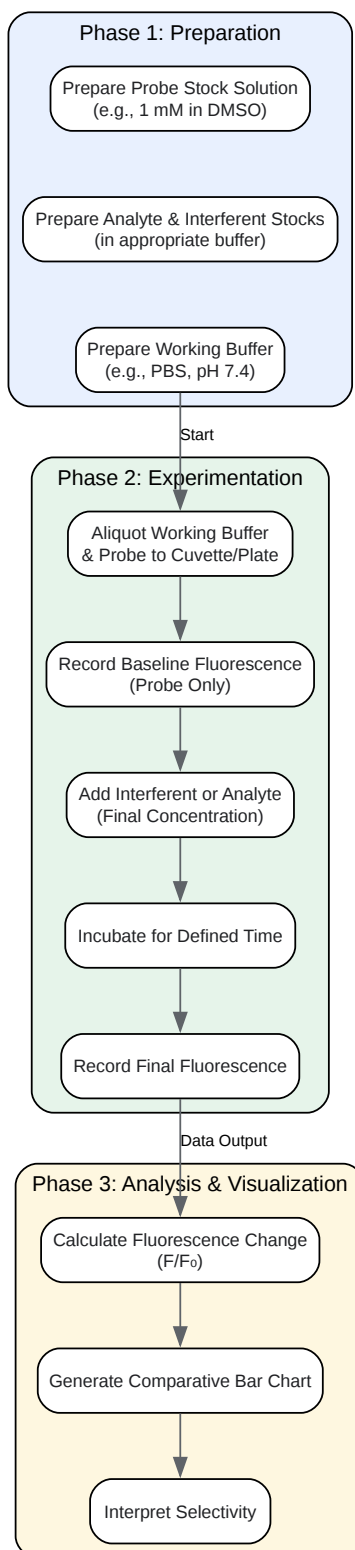 Phase 1: Preparation
Prepare Probe Stock Solution
(e.g., 1 mM in DMSO)
Prepare Analyte & Interferent Stocks
(in appropriate buffer)
Prepare Working Buffer
(e.g., PBS, pH 7.4)
Start
Phase 2: Experimentation
Aliquot Working Buffer
& Probe to Cuvette/Plate
Record Baseline Fluorescence
(Probe Only)
Add Interferent or Analyte
(Final Concentration)
Incubate for Defined Time
Record Final Fluorescence
Data Output
Phase 3: Analysis & Visualization
Calculate Fluorescence Change
(F/F₀)
Generate Comparative Bar Chart
Interpret Selectivity